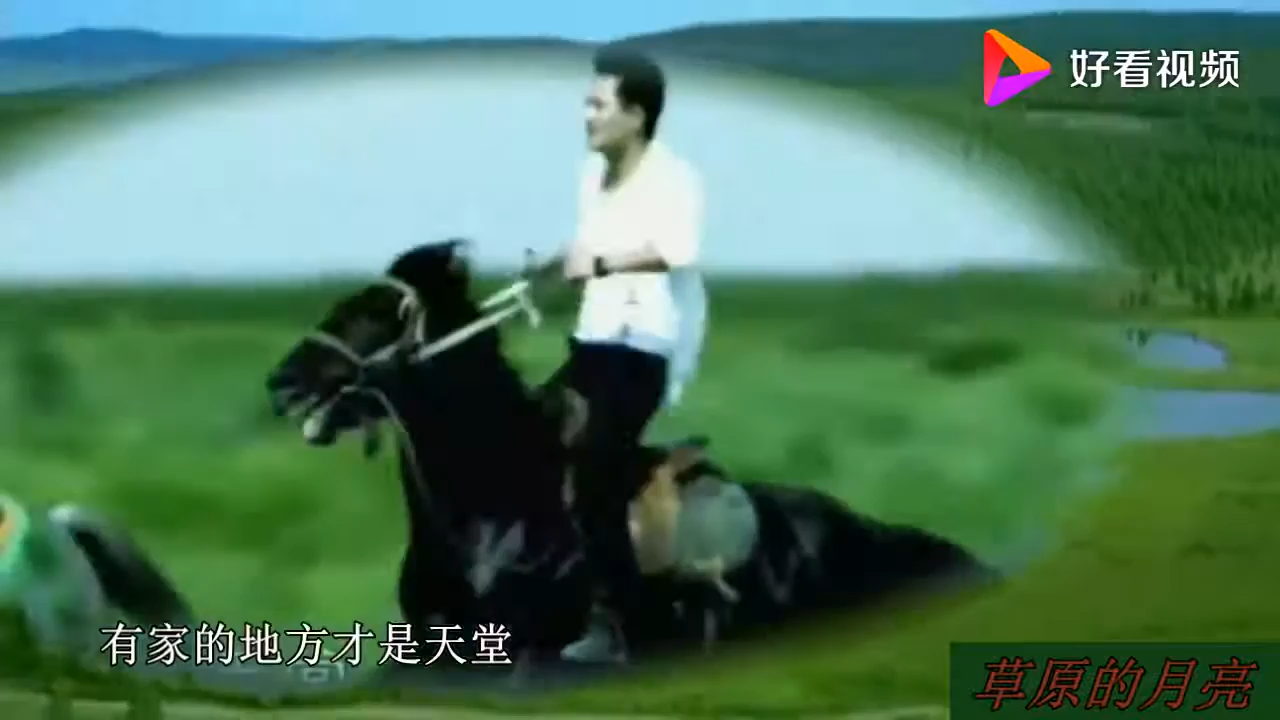 好看视频
有家的地方才是天堂
草原的月亮